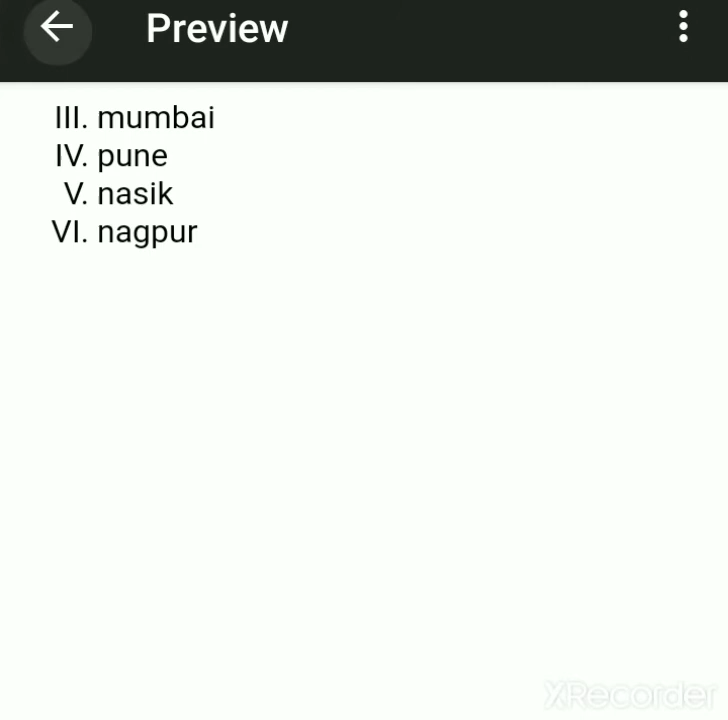 Preview
III. mumbai
IV. pune
V. nasik
VI. nagpur
XRecorder